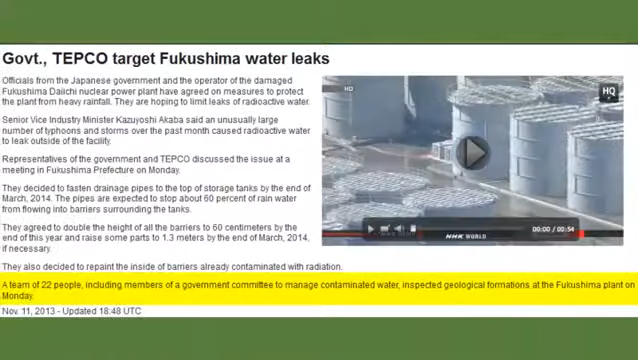 Govt., TEPCO target Fukushima water leaks
Officials from the Japanese government and the operator of the damaged
Fukushima Daiichi nuclear power plant have agreed on measures to protect
the plant from heavy rainfall. They are hoping to limit leaks of radioactive water.
Senior Vice Industry Minister Kazuyoshi Akaba said an unusually large
number of typhoons and storms over the past month caused radioactive water
to leak outside of the facility.
Representatives of the government and TEPCO discussed the issue at a
meeting in Fukushima Prefecture on Monday.
They decided to fasten drainage pipes to the top of storage tanks by the end of
March, 2014. The pipes are expected to stop about 60 percent of rain water
from flowing into barriers surrounding the tanks.
They agreed to double the height of all the barriers to 60 centimeters by the
end of this year and raise some parts to 1.3 meters by the end of March, 2014,
if necessary.
They also decided to repaint the inside of barriers already contaminated with radiation.
A team of 22 people, including members of a government committee to manage contaminated water, inspected geological formations at the Fukushima plant on
Monday.
Nov. 11, 2013 - Updated 18:48 UTC
HD
HQ
NHK WORLD
00:00 / 00:54